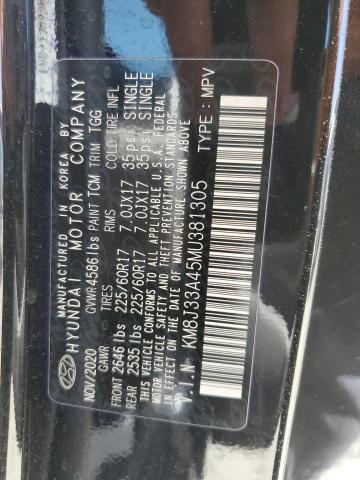 MANUFACTURED IN KOREA BY
HYUNDAI MOTOR COMPANY
NOV/2020 GVWR 4586 lbs PAINT TCM TRIM TGG
GAWR TIRES RIMS COLD TIRE INFL
FRONT 2646 lbs 225/60R17 7.0JX17 35psi SINGLE
REAR 2535 lbs 225/60R17 7.0JX17 35psi SINGLE
THIS VEHICLE CONFORMS TO ALL APPLICABLE U.S.A FEDERAL
MOTOR VEHICLE SAFETY, BUMPER, AND THEFT PREVENTION STANDARDS
IN EFFECT ON THE DATE OF MANUFACTURE SHOWN ABOVE.
V.I.N KM8J33A45MU381305 TYPE: MPV